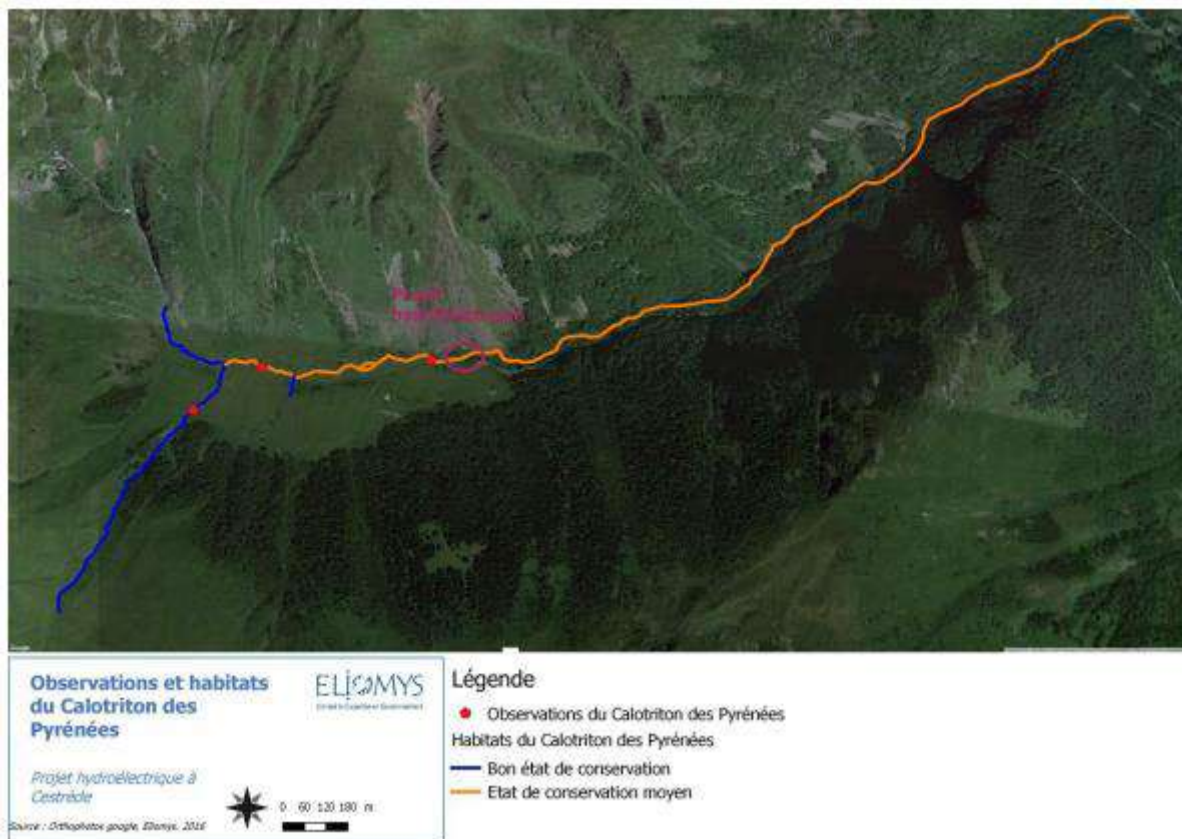 Observations et habitats
du Calotriton des
Pyrénées
ELIOMYS
Projet hydroélectrique à
Cestrède
Source : Orthophotos google, Eliomys, 2016
0 60 120 180 m
Légende
Observations du Calotriton des Pyrénées
Habitats du Calotriton des Pyrénées
Bon état de conservation
Etat de conservation moyen